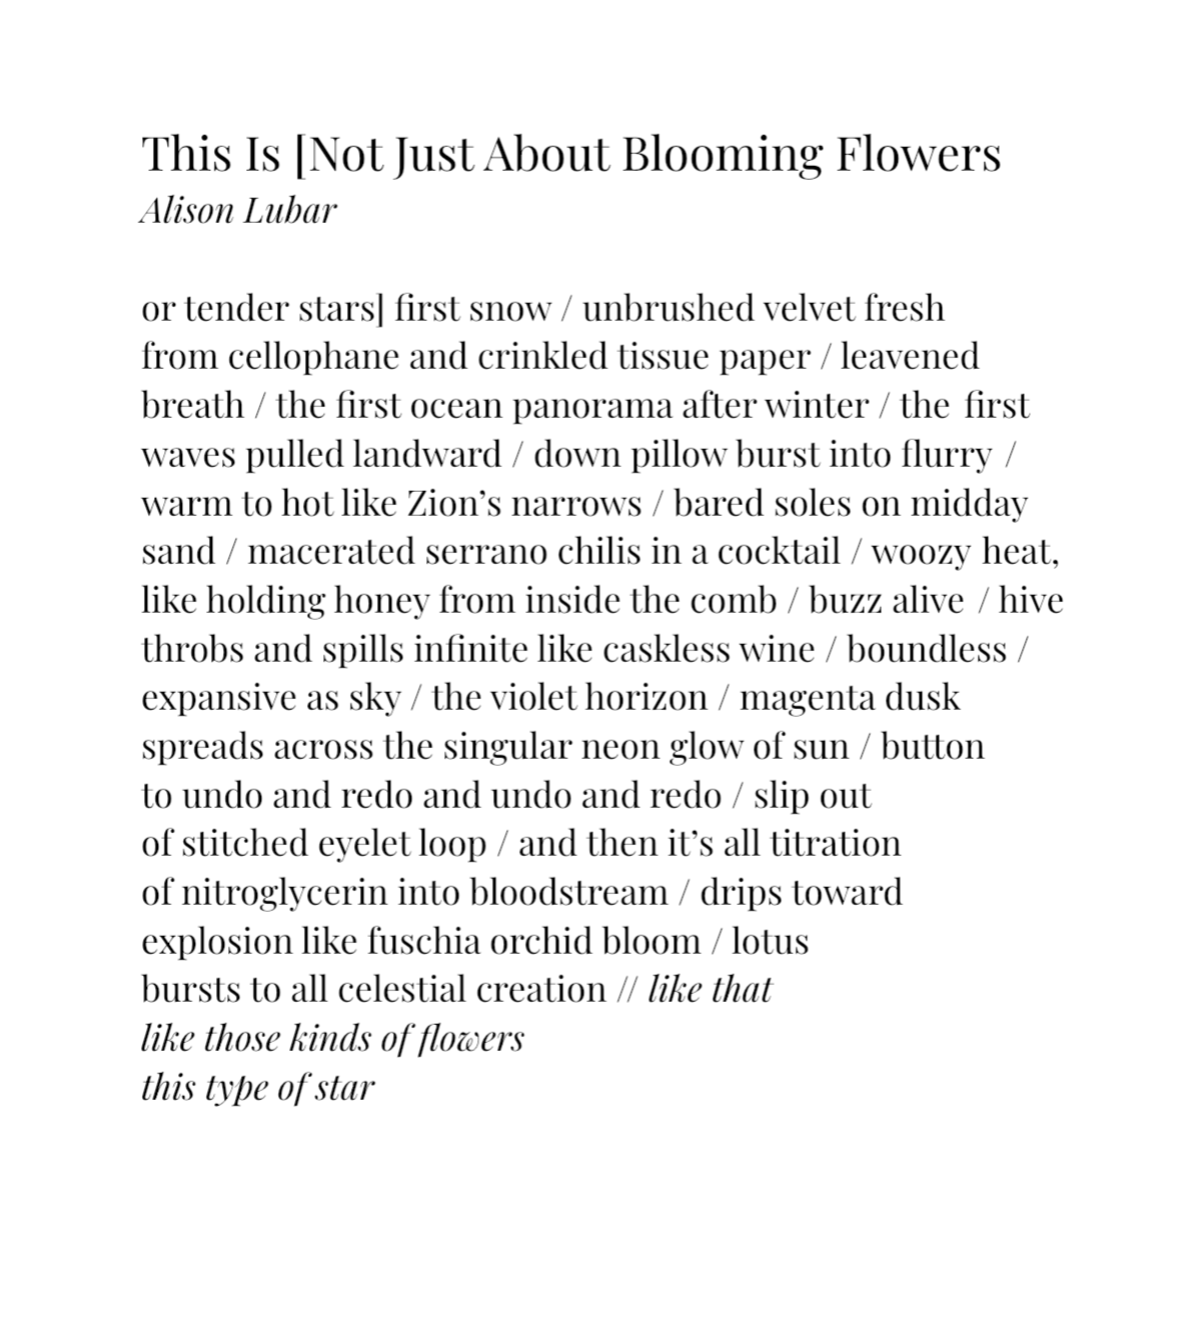 This Is [Not Just About Blooming Flowers
Alison Lubar
or tender stars] first snow / unbrushed velvet fresh
from cellophane and crinkled tissue paper / leavened
breath / the first ocean panorama after winter / the first
waves pulled landward / down pillow burst into flurry /
warm to hot like Zion’s narrows / bared soles on midday
sand / macerated serrano chilis in a cocktail / woozy heat,
like holding honey from inside the comb / buzz alive / hive
throbs and spills infinite like caskless wine / boundless /
expansive as sky / the violet horizon / magenta dusk
spreads across the singular neon glow of sun / button
to undo and redo and undo and redo / slip out
of stitched eyelet loop / and then it’s all titration
of nitroglycerin into bloodstream / drips toward
explosion like fuschia orchid bloom / lotus
bursts to all celestial creation // like that
like those kinds of flowers
this type of star